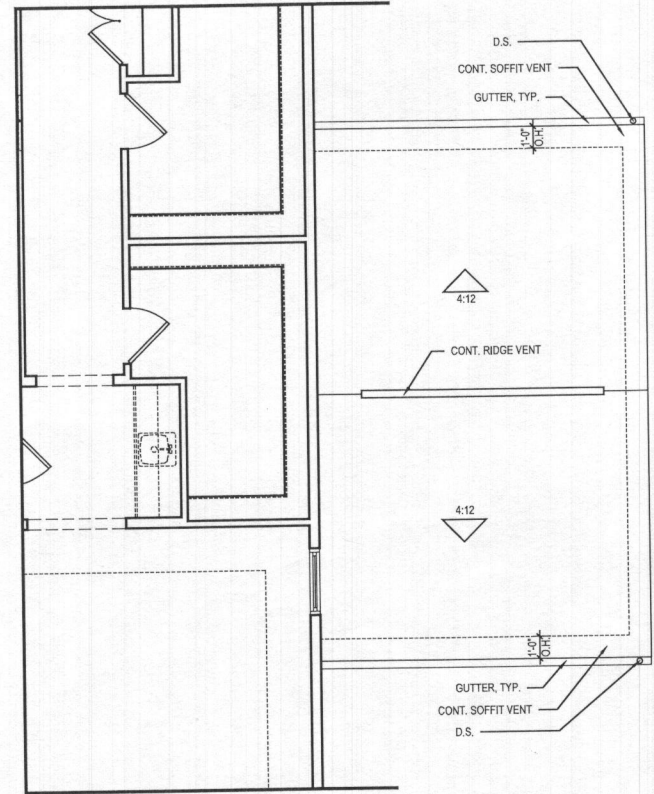 D.S.
CONT. SOFFIT VENT
GUTTER, TYP.
1'-0"
O.H.
4:12
CONT. RIDGE VENT
4:12
1'-0"
O.H.
GUTTER, TYP.
CONT. SOFFIT VENT
D.S.